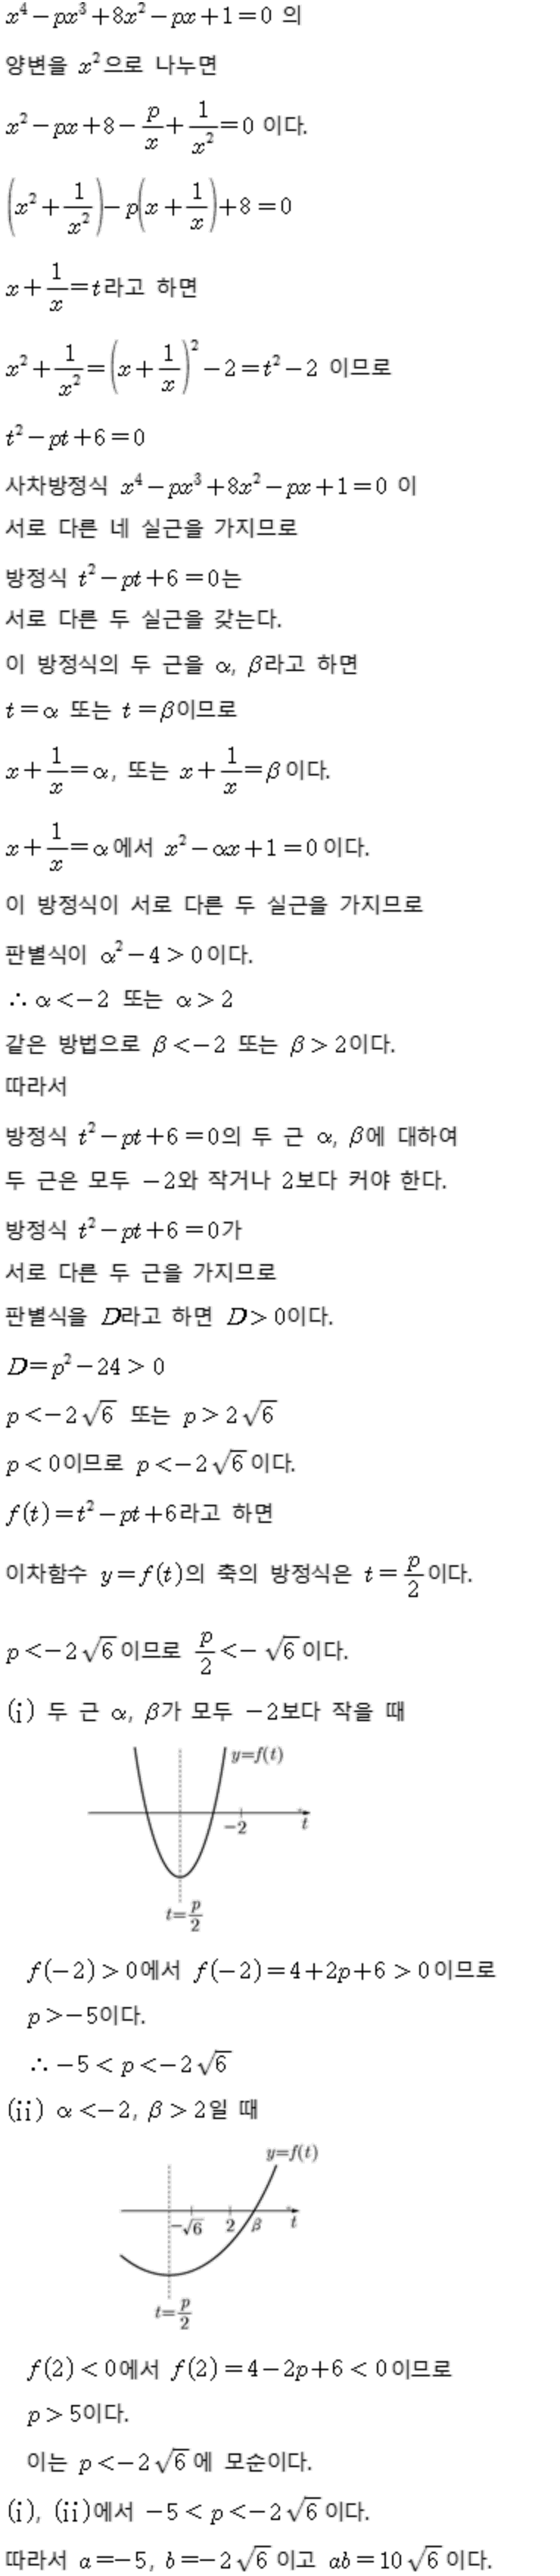 x⁴−px³+8x²−px+1=0 의
양변을 x²으로 나누면
x²−px+8−p/x+1/x²=0 이다.
(x²+1/x²)−p(x+1/x)+8=0
x+1/x=t라고 하면
x²+1/x²=(x+1/x)²−2=t²−2 이므로
t²−pt+6=0
사차방정식 x⁴−px³+8x²−px+1=0 이
서로 다른 네 실근을 가지므로
방정식 t²−pt+6=0는
서로 다른 두 실근을 갖는다.
이 방정식의 두 근을 α, β라고 하면
t=α 또는 t=β이므로
x+1/x=α, 또는 x+1/x=β이다.
x+1/x=α에서 x²−αx+1=0이다.
이 방정식이 서로 다른 두 실근을 가지므로
판별식이 α²−4>0이다.
∴ α<−2 또는 α>2
같은 방법으로 β<−2 또는 β>2이다.
따라서
방정식 t²−pt+6=0의 두 근 α, β에 대하여
두 근은 모두 −2와 작거나 2보다 커야 한다.
방정식 t²−pt+6=0가
서로 다른 두 근을 가지므로
판별식을 D라고 하면 D>0이다.
D=p²−24>0
p<−2√6 또는 p>2√6
p<0이므로 p<−2√6이다.
f(t)=t²−pt+6라고 하면
이차함수 y=f(t)의 축의 방정식은 t=p/2이다.
p<−2√6이므로 p/2<−√6이다.
(i) 두 근 α, β가 모두 −2보다 작을 때
y=f(t)
−2 t
t=p/2
f(−2)>0에서 f(−2)=4+2p+6>0이므로
p>−5이다.
∴ −5<p<−2√6
(ii) α<−2, β>2일 때
y=f(t)
−√6 2 β t
t=p/2
f(2)<0에서 f(2)=4−2p+6<0이므로
p>5이다.
이는 p<−2√6에 모순이다.
(i), (ii)에서 −5<p<−2√6이다.
따라서 a=−5, b=−2√6이고 ab=10√6이다.